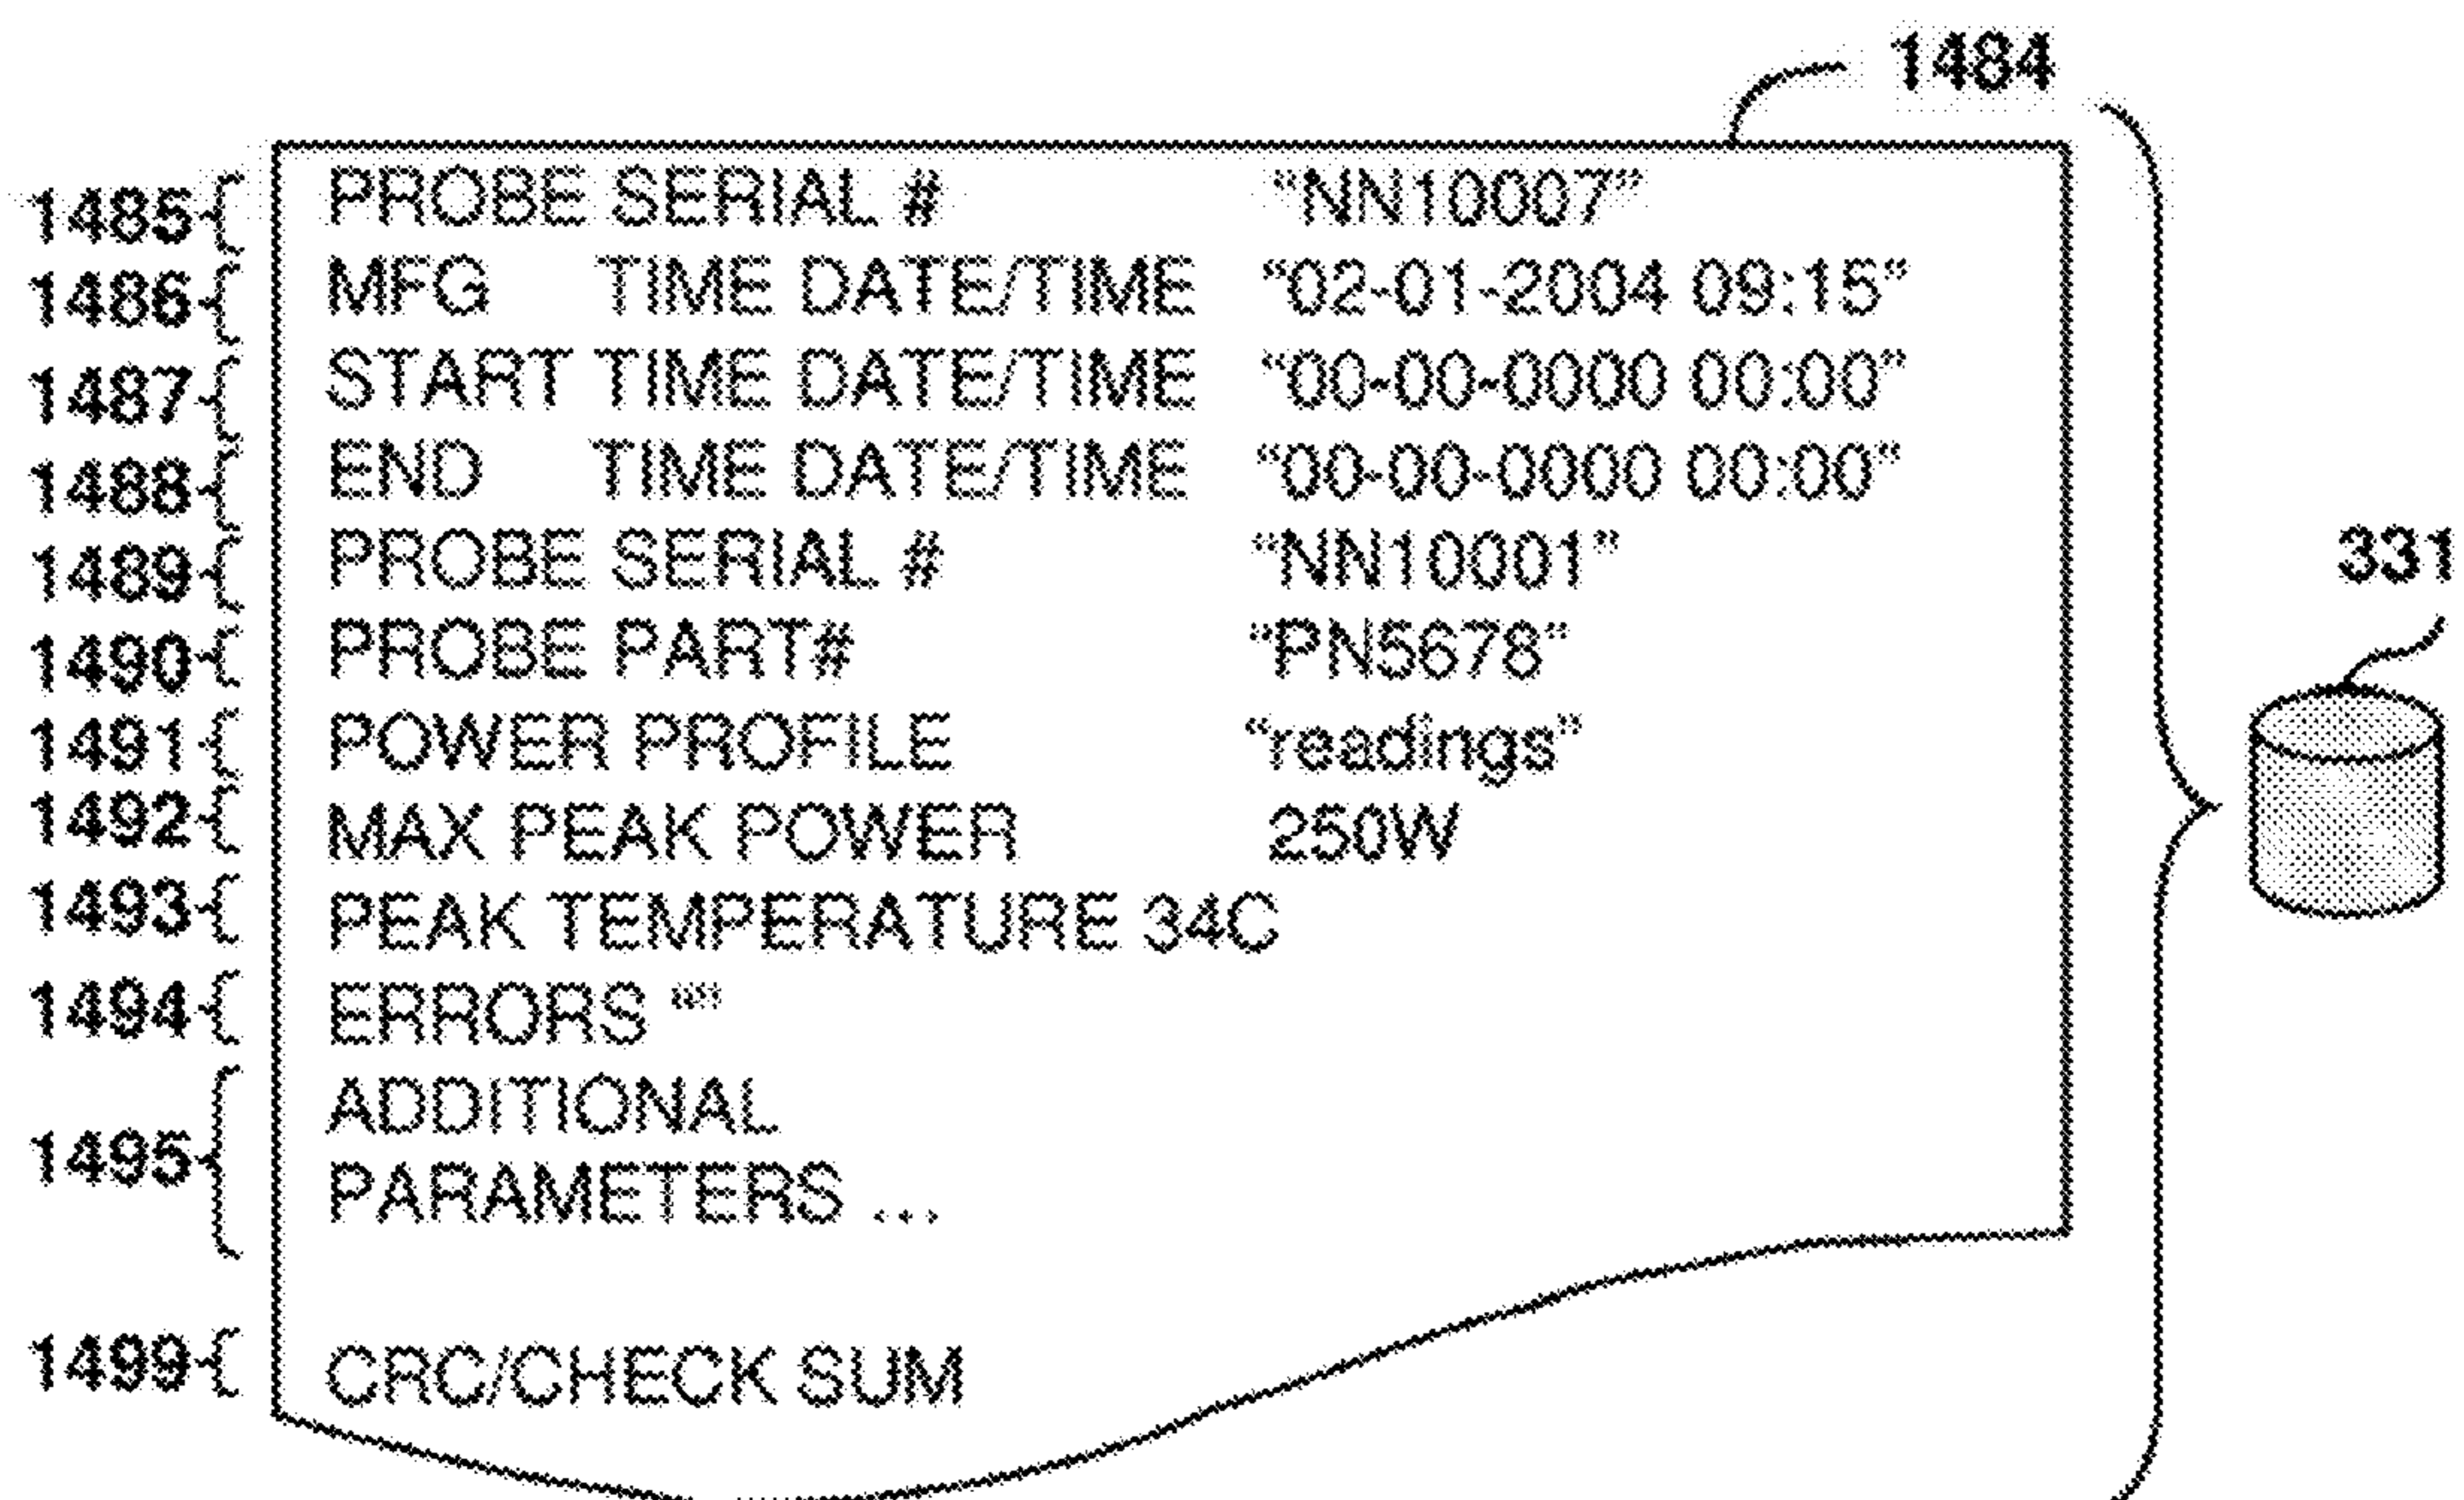 1484
1485 PROBE SERIAL # "NN10007"
1486 MFG TIME DATE/TIME "02-01-2004 09:15"
1487 START TIME DATE/TIME "00-00-0000 00:00"
1488 END TIME DATE/TIME "00-00-0000 00:00"
1489 PROBE SERIAL # "NN10001"
331
1490 PROBE PART# "PN5678"
1491 POWER PROFILE "readings"
1492 MAX PEAK POWER 250W
1493 PEAK TEMPERATURE 34C
1494 ERRORS ""
1495 ADDITIONAL
PARAMETERS ...
1499 CRC/CHECK SUM